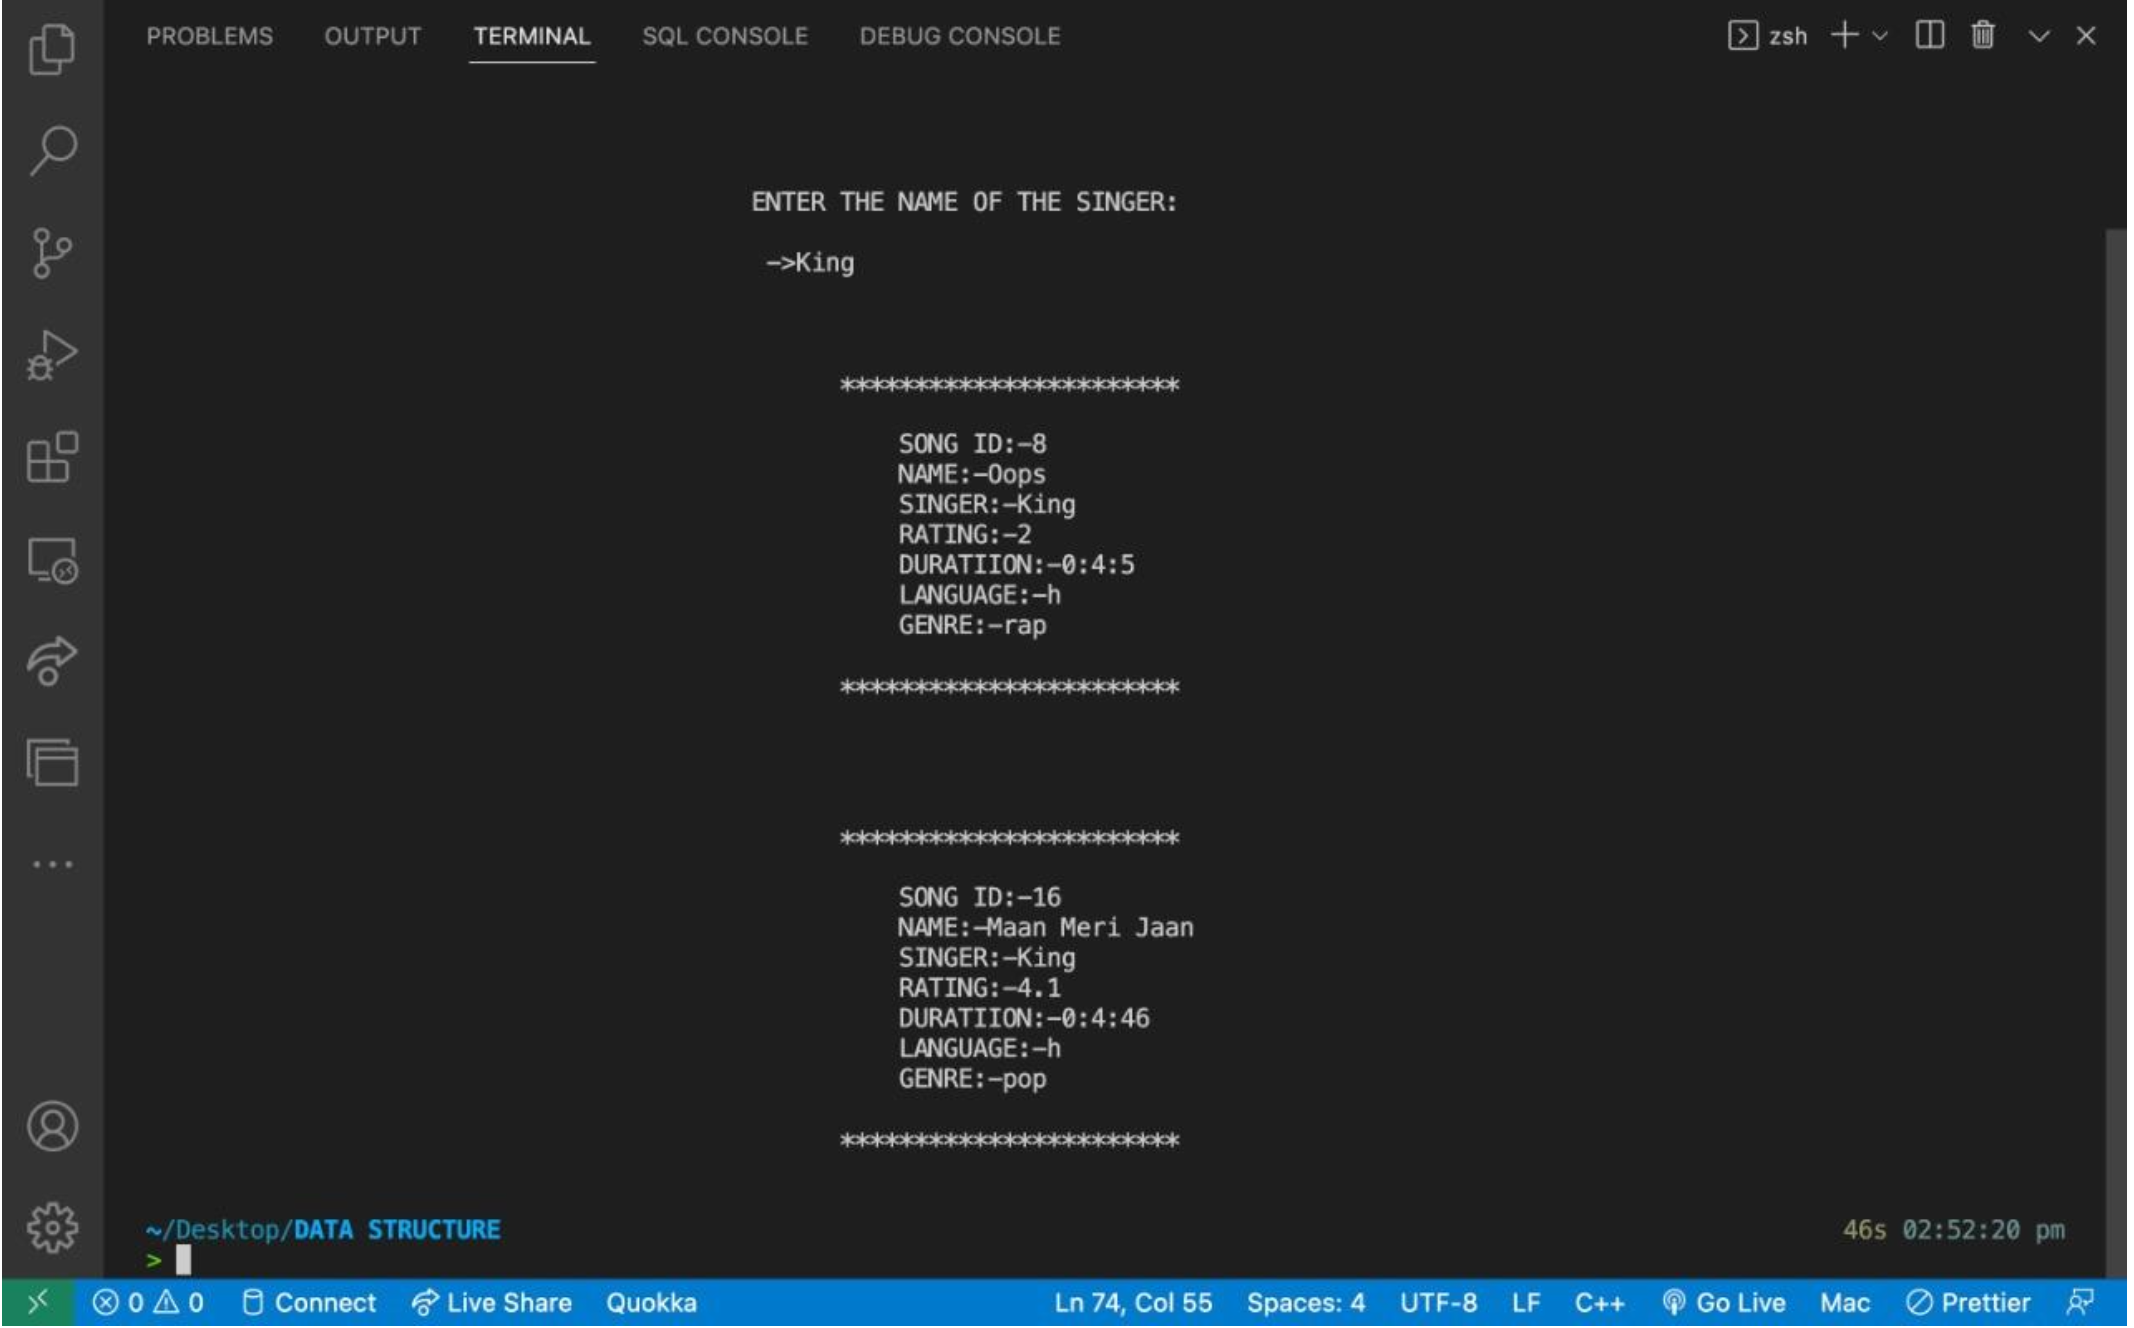 PROBLEMS OUTPUT TERMINAL SQL CONSOLE DEBUG CONSOLE zsh
ENTER THE NAME OF THE SINGER:
->King
***********************
SONG ID:-8
NAME:-Oops
SINGER:-King
RATING:-2
DURATIION:-0:4:5
LANGUAGE:-h
GENRE:-rap
***********************
***********************
SONG ID:-16
NAME:-Maan Meri Jaan
SINGER:-King
RATING:-4.1
DURATIION:-0:4:46
LANGUAGE:-h
GENRE:-pop
***********************
~/Desktop/DATA STRUCTURE 46s 02:52:20 pm
>
0 0 Connect Live Share Quokka Ln 74, Col 55 Spaces: 4 UTF-8 LF C++ Go Live Mac Prettier